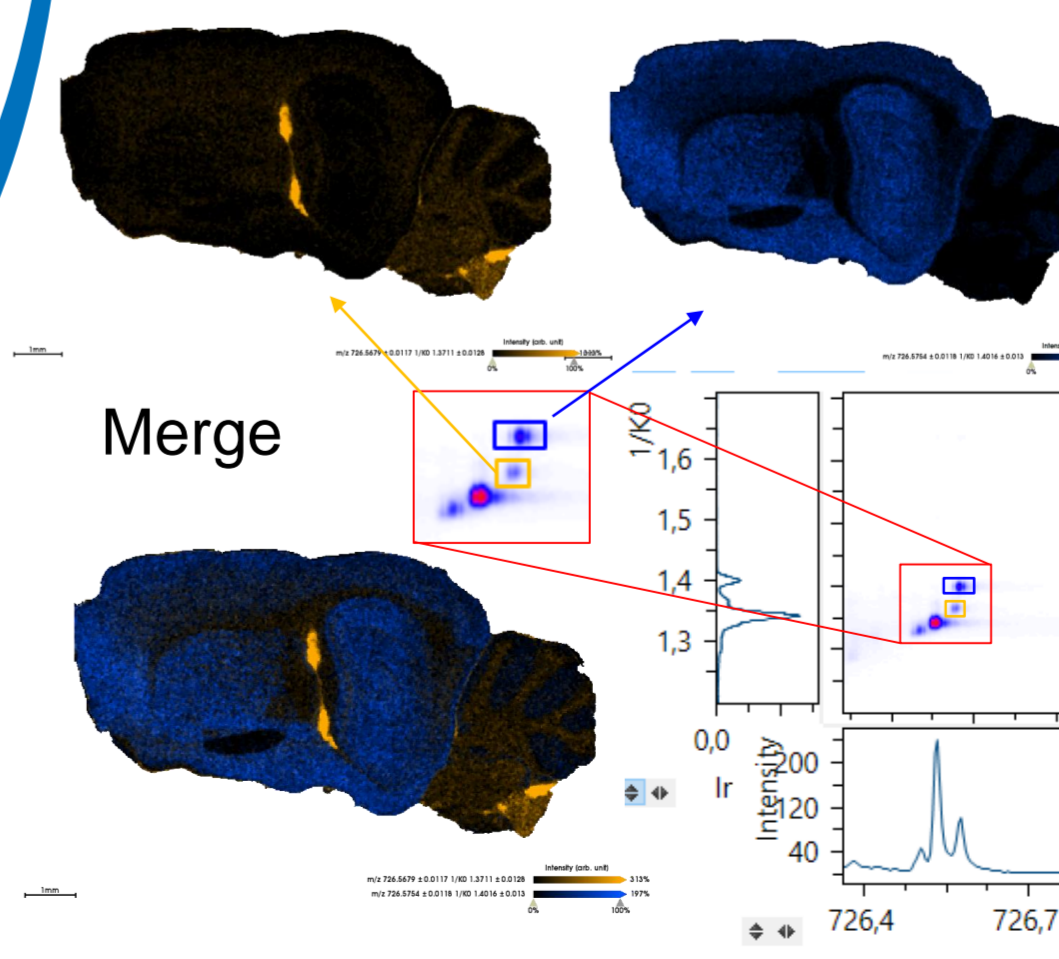 Intensity (arb. unit)
1mm
m/z 726.5679 ± 0.0117 1/K0 1.3711 ± 0.0128
0%
100%
m/z 726.5754 ± 0.0118 1/K0 1.4016 ± 0.013
0%
Merge
1/K0
1,6
1,5
1,4
1,3
0,0
Ir
Intensity
200
120
40
726,4
726,7
Intensity (arb. unit)
m/z 726.5679 ± 0.0117 1/K0 1.3711 ± 0.0128
313%
1mm
m/z 726.5754 ± 0.0118 1/K0 1.4016 ± 0.013
197%
0%
100%